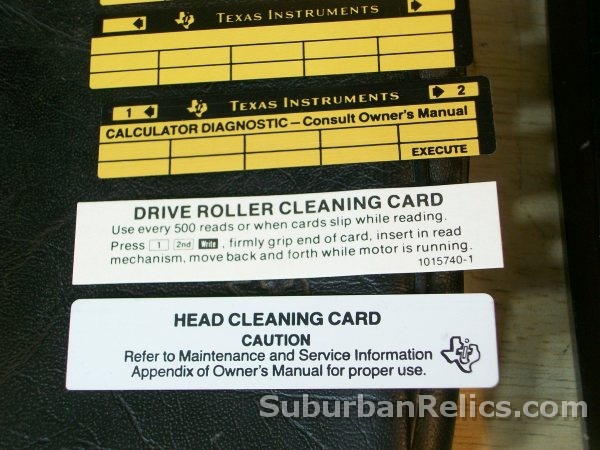 TEXAS INSTRUMENTS
1 TEXAS INSTRUMENTS 2
CALCULATOR DIAGNOSTIC — Consult Owner's Manual
EXECUTE
DRIVE ROLLER CLEANING CARD
Use every 500 reads or when cards slip while reading.
Press 1 2nd Write , firmly grip end of card, insert in read
mechanism, move back and forth while motor is running.
1015740-1
HEAD CLEANING CARD
CAUTION
Refer to Maintenance and Service Information
Appendix of Owner's Manual for proper use.
SuburbanRelics.com